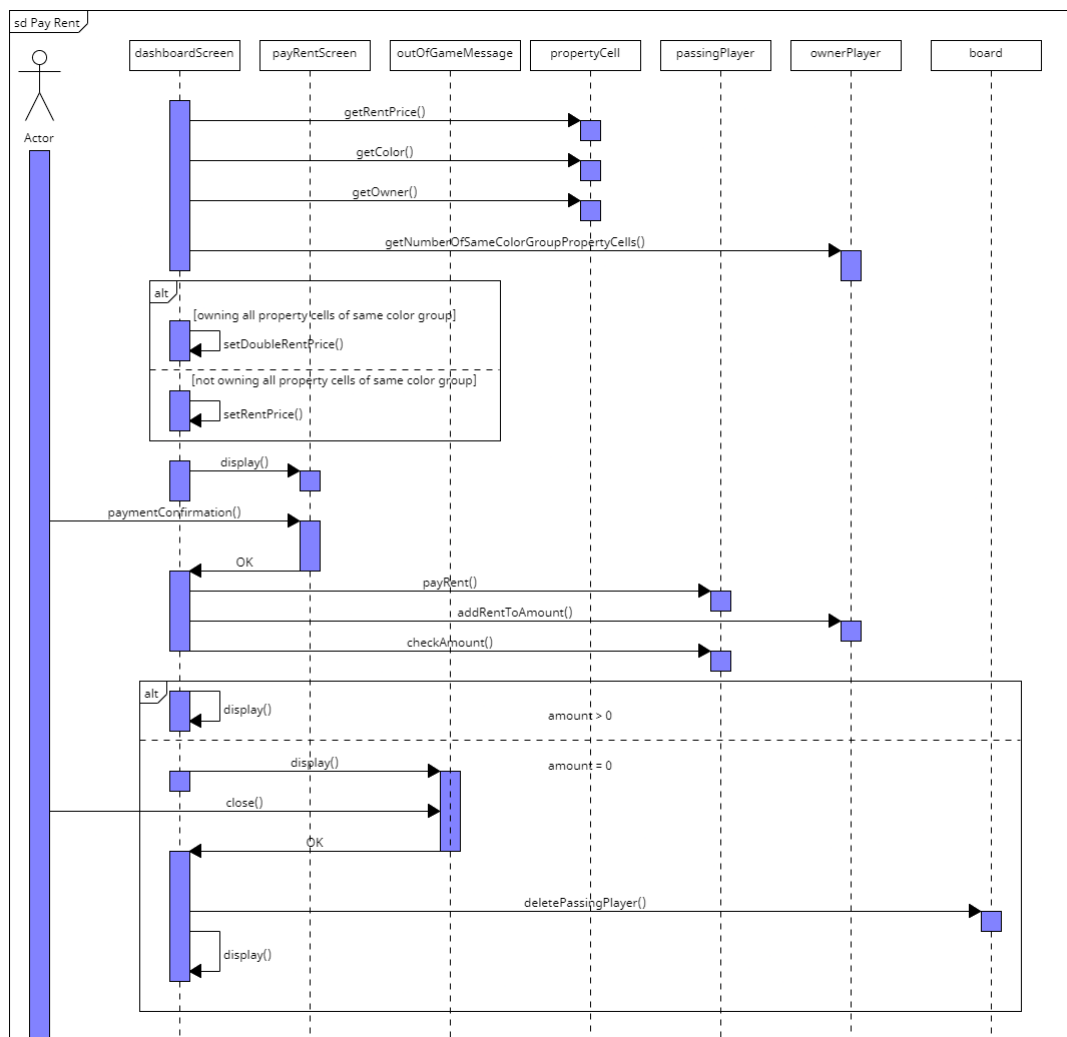 sd Pay Rent
dashboardScreen
payRentScreen
outOfGameMessage
propertyCell
passingPlayer
ownerPlayer
board
Actor
getRentPrice()
getColor()
getOwner()
getNumberOfSameColorGroupPropertyCells()
alt
[owning all property cells of same color group]
setDoubleRentPrice()
[not owning all property cells of same color group]
setRentPrice()
display()
paymentConfirmation()
OK
payRent()
addRentToAmount()
checkAmount()
alt
display()
amount > 0
display()
amount = 0
close()
OK
deletePassingPlayer()
display()